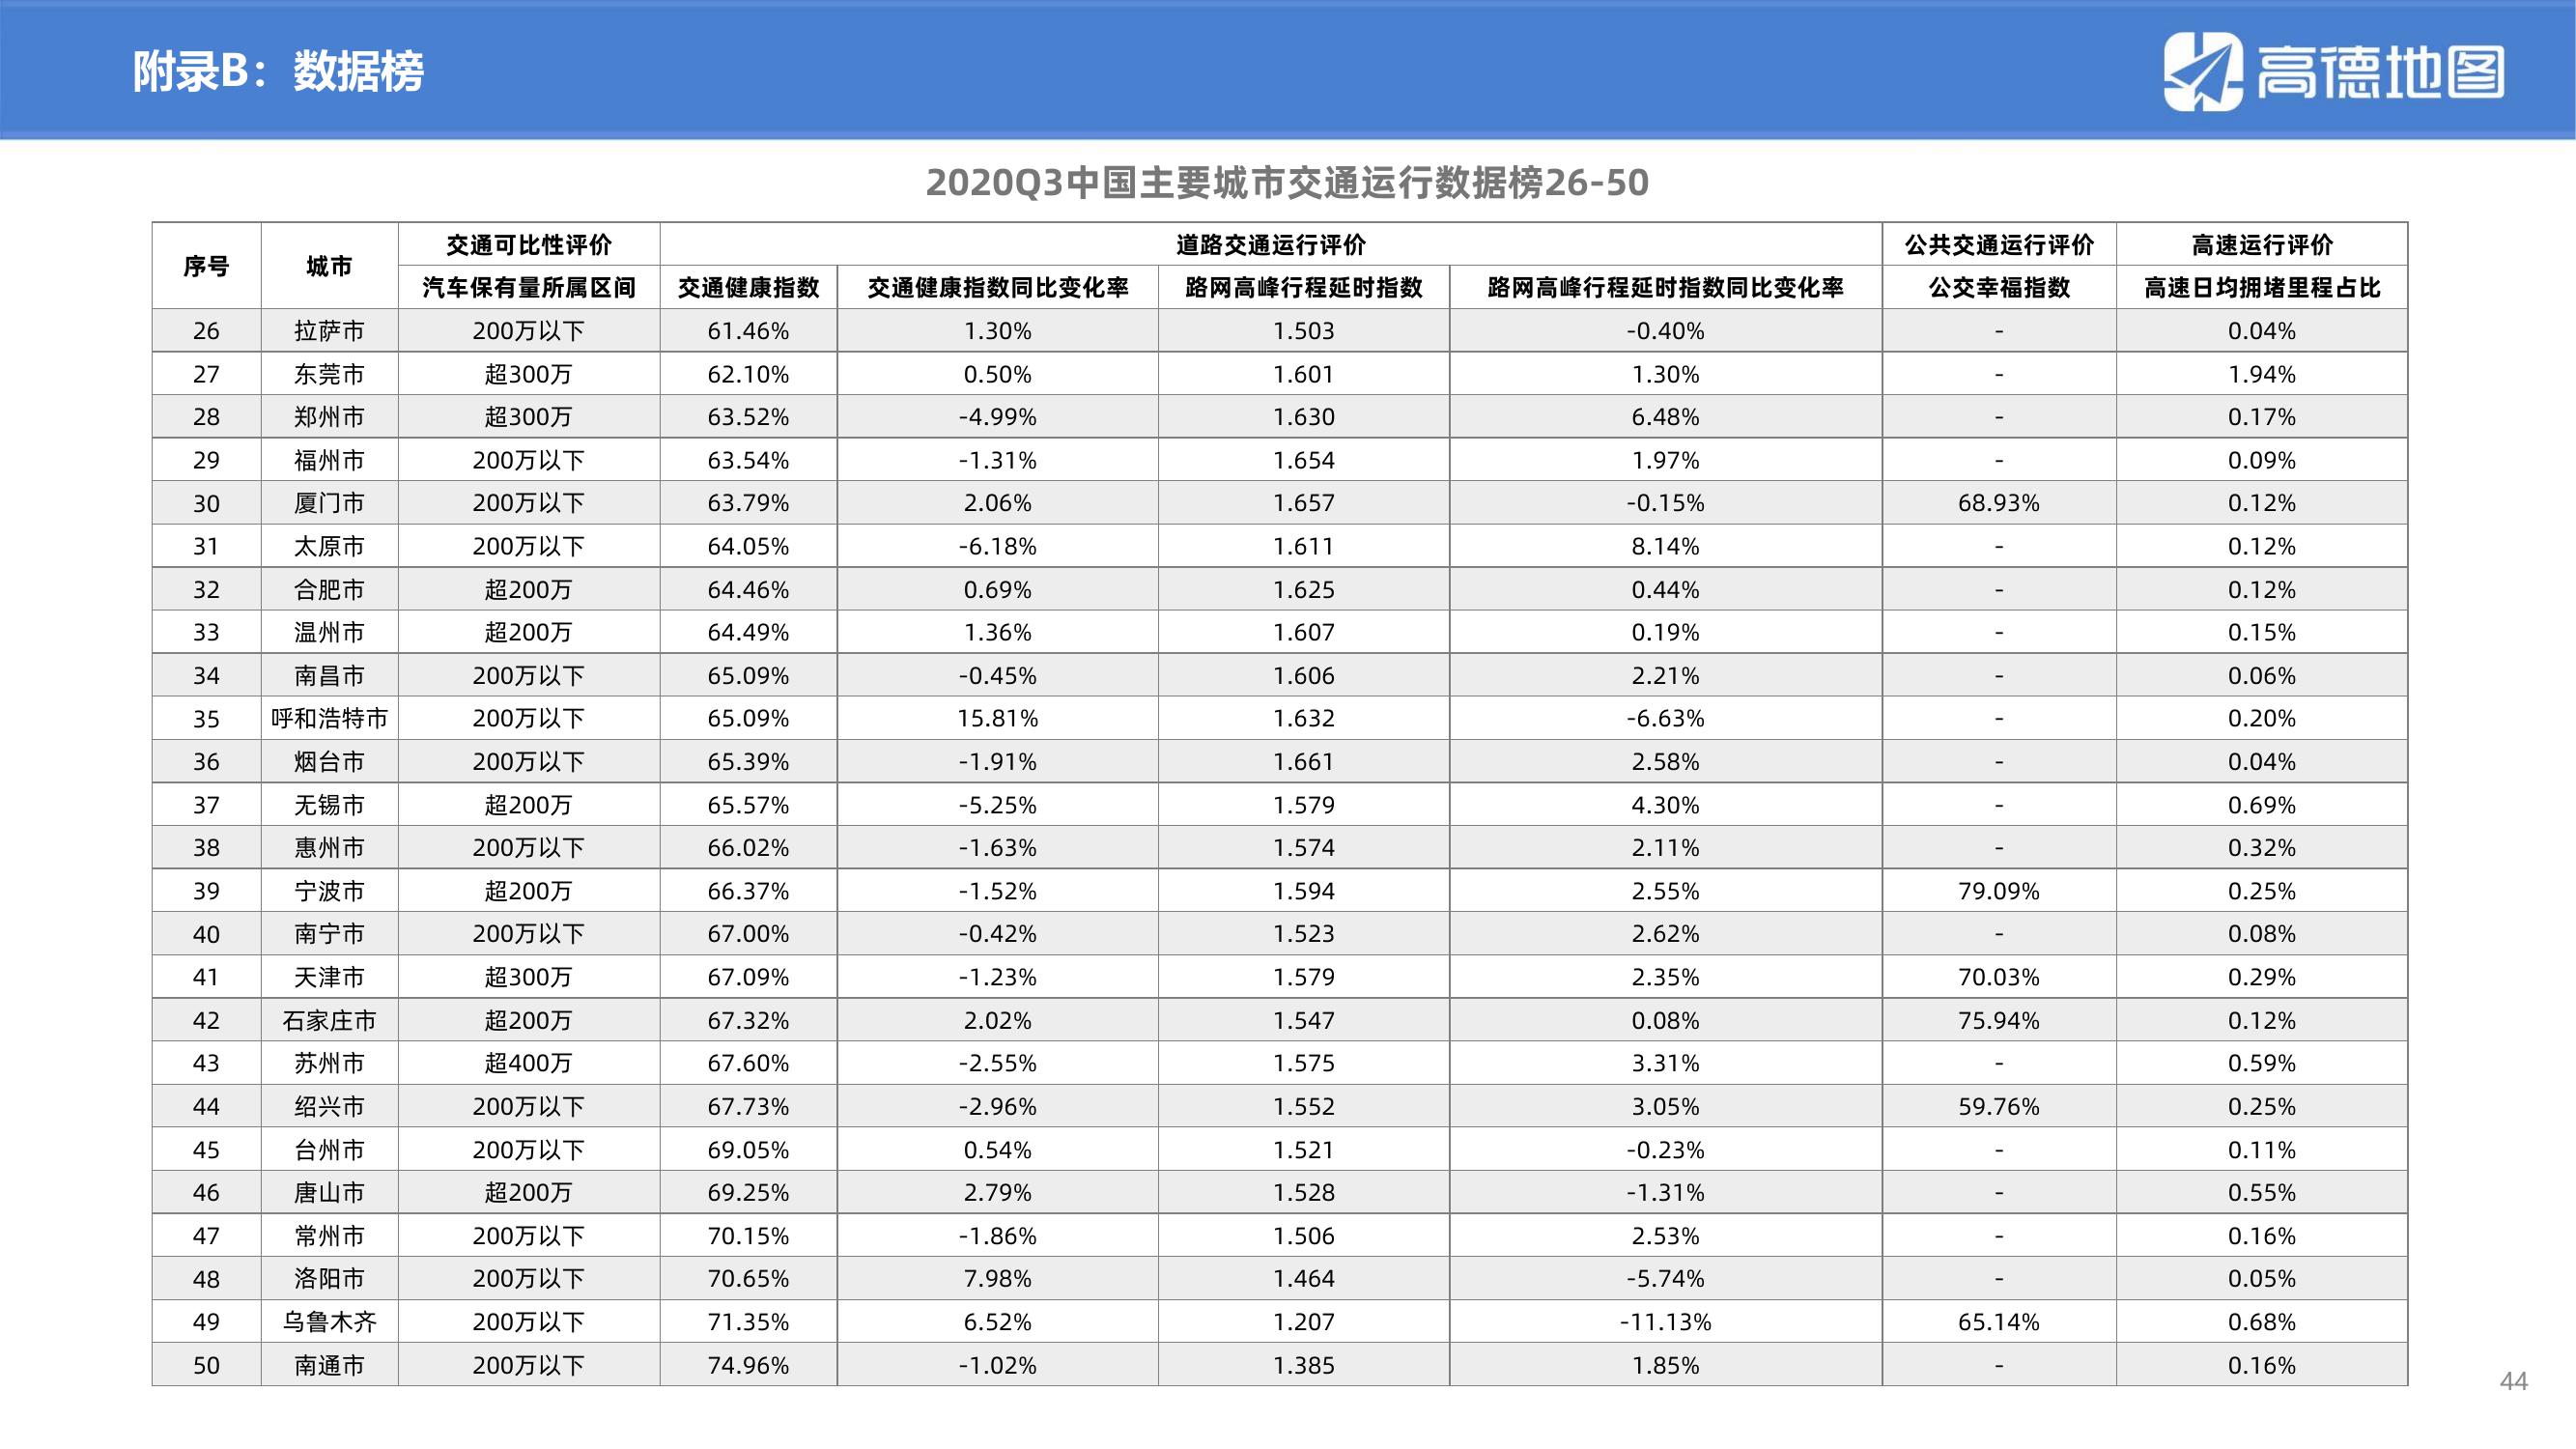 附录B：数据榜
高德地图
2020Q3中国主要城市交通运行数据榜26-50
序号 城市 交通可比性评价 道路交通运行评价 公共交通运行评价 高速运行评价
汽车保有量所属区间 交通健康指数 交通健康指数同比变化率 路网高峰行程延时指数 路网高峰行程延时指数同比变化率 公交幸福指数 高速日均拥堵里程占比
26 拉萨市 200万以下 61.46% 1.30% 1.503 -0.40% - 0.04%
27 东莞市 超300万 62.10% 0.50% 1.601 1.30% - 1.94%
28 郑州市 超300万 63.52% -4.99% 1.630 6.48% - 0.17%
29 福州市 200万以下 63.54% -1.31% 1.654 1.97% - 0.09%
30 厦门市 200万以下 63.79% 2.06% 1.657 -0.15% 68.93% 0.12%
31 太原市 200万以下 64.05% -6.18% 1.611 8.14% - 0.12%
32 合肥市 超200万 64.46% 0.69% 1.625 0.44% - 0.12%
33 温州市 超200万 64.49% 1.36% 1.607 0.19% - 0.15%
34 南昌市 200万以下 65.09% -0.45% 1.606 2.21% - 0.06%
35 呼和浩特市 200万以下 65.09% 15.81% 1.632 -6.63% - 0.20%
36 烟台市 200万以下 65.39% -1.91% 1.661 2.58% - 0.04%
37 无锡市 超200万 65.57% -5.25% 1.579 4.30% - 0.69%
38 惠州市 200万以下 66.02% -1.63% 1.574 2.11% - 0.32%
39 宁波市 超200万 66.37% -1.52% 1.594 2.55% 79.09% 0.25%
40 南宁市 200万以下 67.00% -0.42% 1.523 2.62% - 0.08%
41 天津市 超300万 67.09% -1.23% 1.579 2.35% 70.03% 0.29%
42 石家庄市 超200万 67.32% 2.02% 1.547 0.08% 75.94% 0.12%
43 苏州市 超400万 67.60% -2.55% 1.575 3.31% - 0.59%
44 绍兴市 200万以下 67.73% -2.96% 1.552 3.05% 59.76% 0.25%
45 台州市 200万以下 69.05% 0.54% 1.521 -0.23% - 0.11%
46 唐山市 超200万 69.25% 2.79% 1.528 -1.31% - 0.55%
47 常州市 200万以下 70.15% -1.86% 1.506 2.53% - 0.16%
48 洛阳市 200万以下 70.65% 7.98% 1.464 -5.74% - 0.05%
49 乌鲁木齐 200万以下 71.35% 6.52% 1.207 -11.13% 65.14% 0.68%
50 南通市 200万以下 74.96% -1.02% 1.385 1.85% - 0.16%
44